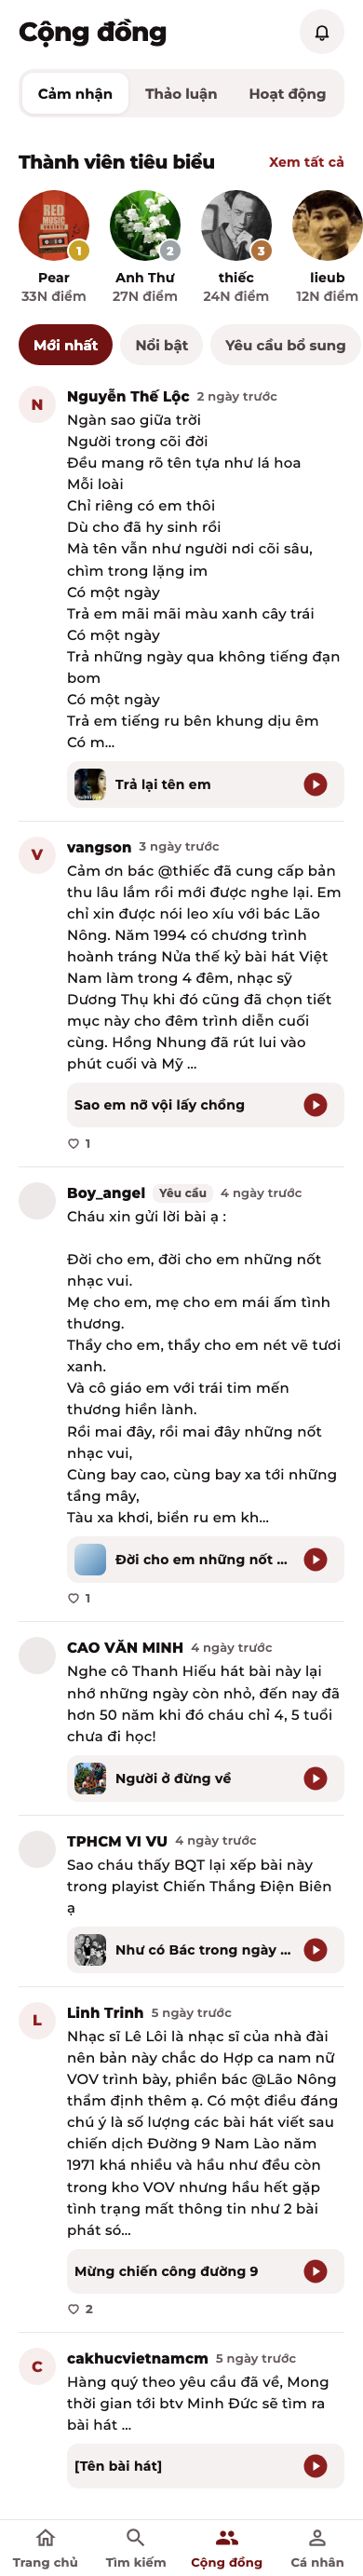 Cộng đồng
Cảm nhận Thảo luận Hoạt động
Thành viên tiêu biểu Xem tất cả
RED MUSIC
1 2 3
Pear Anh Thư thiếc lieub
33N điểm 27N điểm 24N điểm 12N điểm
Mới nhất Nổi bật Yêu cầu bổ sung
N Nguyễn Thế Lộc 2 ngày trước
Ngàn sao giữa trời
Người trong cõi đời
Đều mang rõ tên tựa như lá hoa
Mỗi loài
Chỉ riêng có em thôi
Dù cho đã hy sinh rồi
Mà tên vẫn như người nơi cõi sâu,
chìm trong lặng im
Có một ngày
Trả em mãi mãi màu xanh cây trái
Có một ngày
Trả những ngày qua không tiếng đạn
bom
Có một ngày
Trả em tiếng ru bên khung dịu êm
Có m...
Trả lại tên em
V vangson 3 ngày trước
Cảm ơn bác @thiếc đã cung cấp bản
thu lâu lắm rồi mới được nghe lại. Em
chỉ xin được nói leo xíu với bác Lão
Nông. Năm 1994 có chương trình
hoành tráng Nửa thế kỷ bài hát Việt
Nam làm trong 4 đêm, nhạc sỹ
Dương Thụ khi đó cũng đã chọn tiết
mục này cho đêm trình diễn cuối
cùng. Hồng Nhung đã rút lui vào
phút cuối và Mỹ ...
Sao em nỡ vội lấy chồng
1
Boy_angel Yêu cầu 4 ngày trước
Cháu xin gửi lời bài ạ :
Đời cho em, đời cho em những nốt
nhạc vui.
Mẹ cho em, mẹ cho em mái ấm tình
thương.
Thầy cho em, thầy cho em nét vẽ tươi
xanh.
Và cô giáo em với trái tim mến
thương hiền lành.
Rồi mai đây, rồi mai đây những nốt
nhạc vui,
Cùng bay cao, cùng bay xa tới những
tầng mây,
Tàu xa khơi, biển ru em kh...
Đời cho em những nốt ...
1
CAO VĂN MINH 4 ngày trước
Nghe cô Thanh Hiếu hát bài này lại
nhớ những ngày còn nhỏ, đến nay đã
hơn 50 năm khi đó cháu chỉ 4, 5 tuổi
chưa đi học!
Người ở đừng về
TPHCM VI VU 4 ngày trước
Sao cháu thấy BQT lại xếp bài này
trong playist Chiến Thắng Điện Biên
ạ
Như có Bác trong ngày ...
L Linh Trinh 5 ngày trước
Nhạc sĩ Lê Lôi là nhạc sĩ của nhà đài
nên bản này chắc do Hợp ca nam nữ
VOV trình bày, phiền bác @Lão Nông
thẩm định thêm ạ. Có một điều đáng
chú ý là số lượng các bài hát viết sau
chiến dịch Đường 9 Nam Lào năm
1971 khá nhiều và hầu như đều còn
trong kho VOV nhưng hầu hết gặp
tình trạng mất thông tin như 2 bài
phát só...
Mừng chiến công đường 9
2
C cakhucvietnamcm 5 ngày trước
Hàng quý theo yêu cầu đã về, Mong
thời gian tới btv Minh Đức sẽ tìm ra
bài hát ...
[Tên bài hát]
Trang chủ Tìm kiếm Cộng đồng Cá nhân